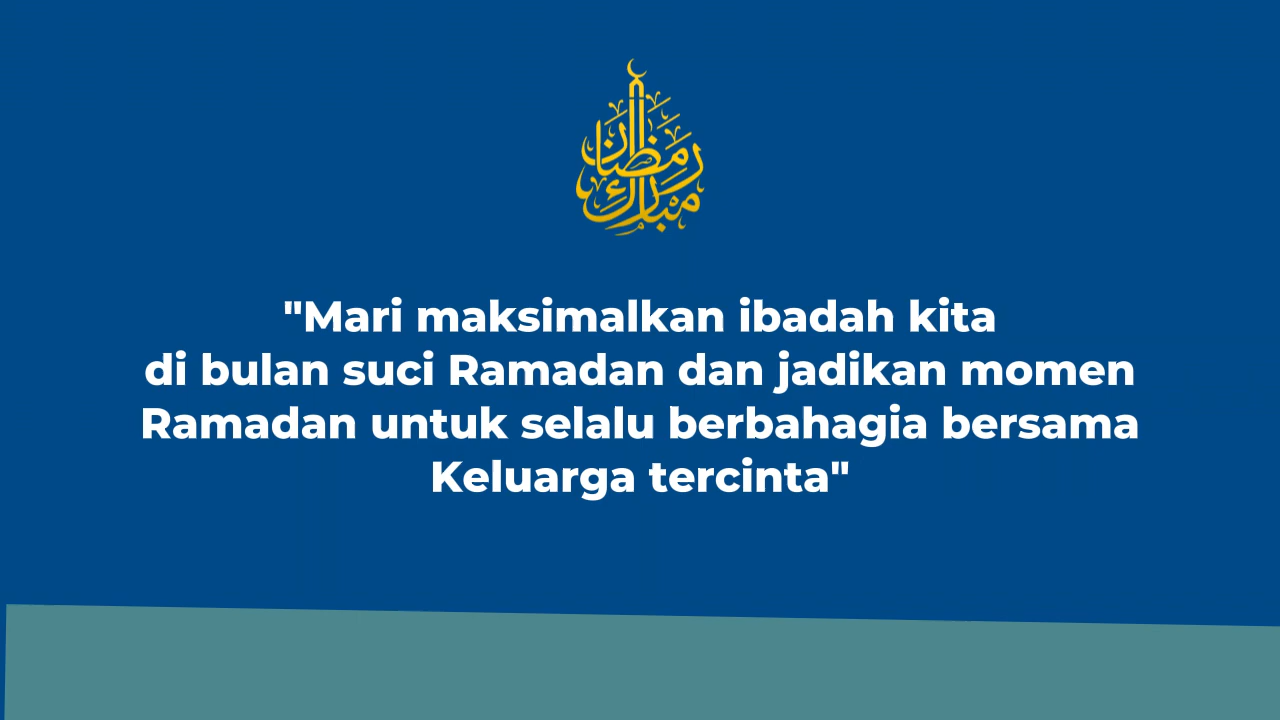 رمضان
مبارك
"Mari maksimalkan ibadah kita
di bulan suci Ramadan dan jadikan momen
Ramadan untuk selalu berbahagia bersama
Keluarga tercinta"